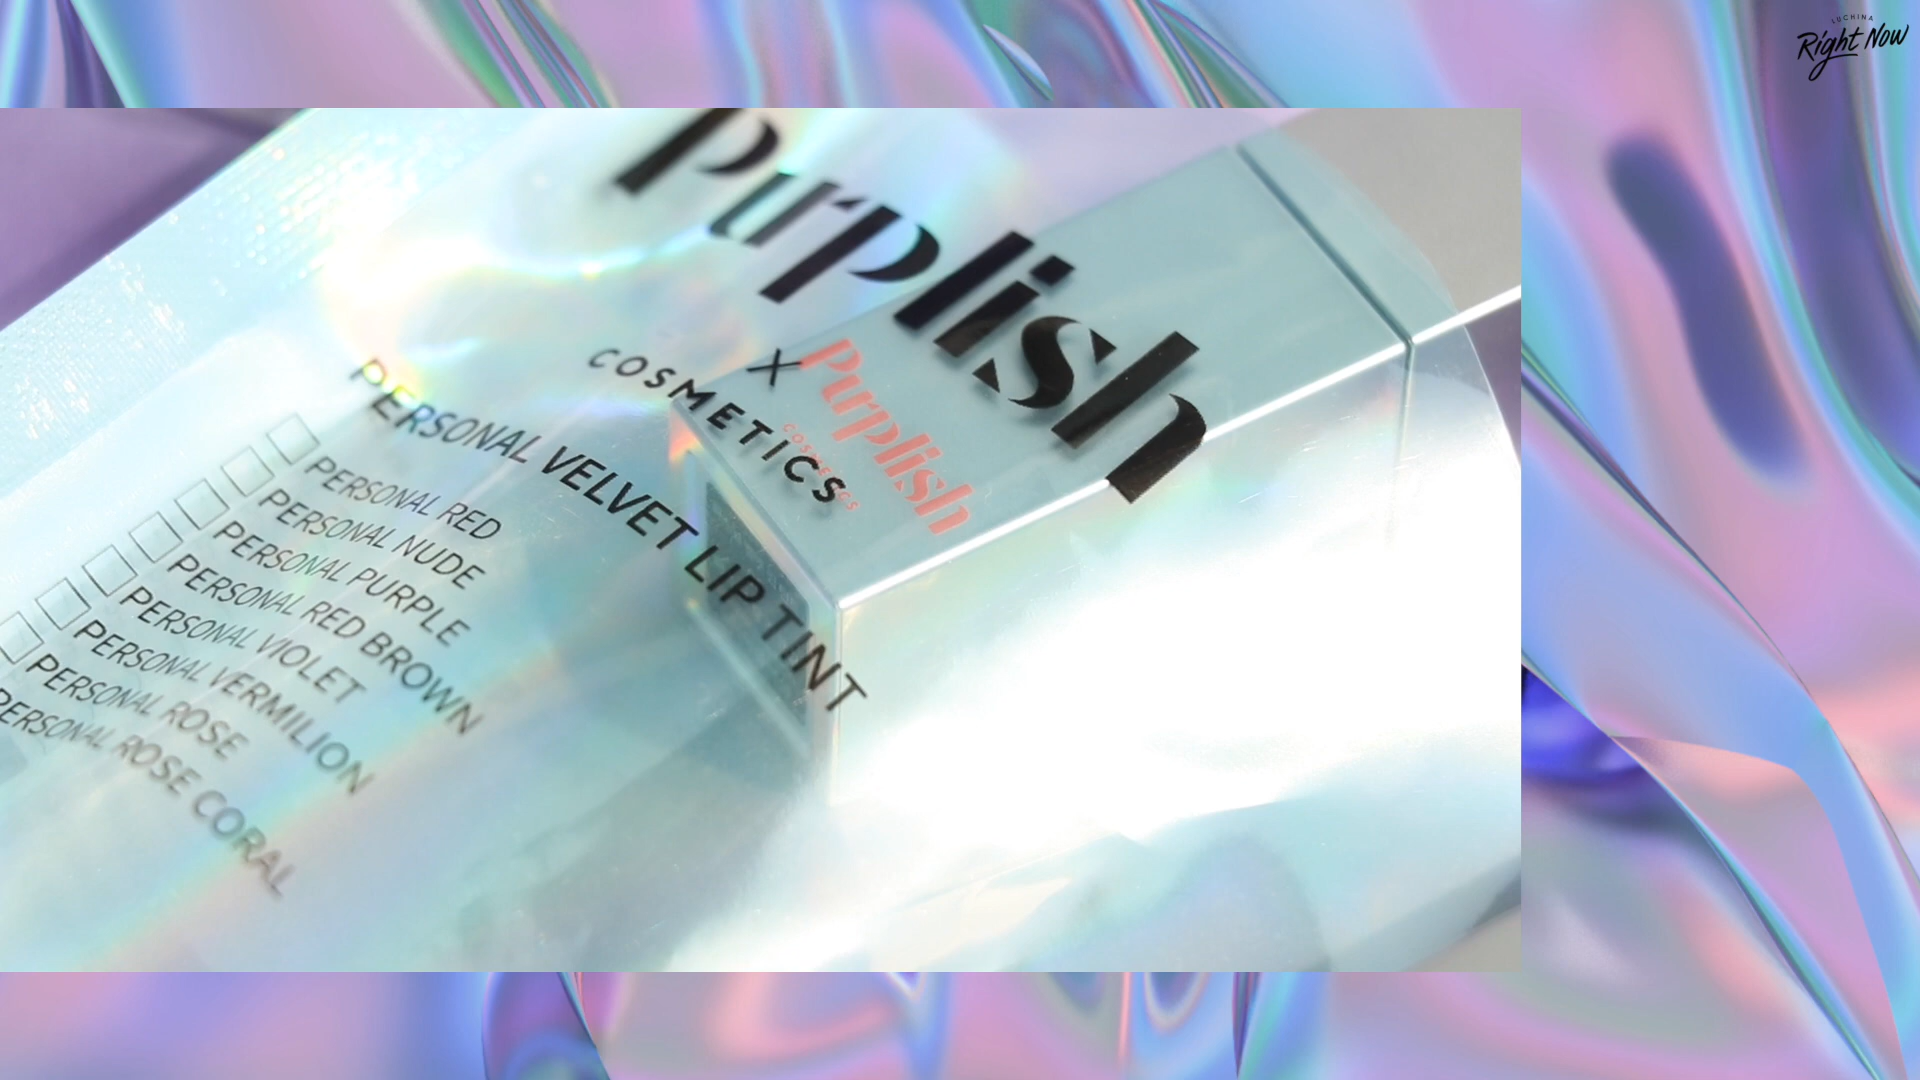 LUCHINA
Right Now
Purplish
X
COSMETICS
Purplish
COSMETICS
PERSONAL VELVET LIP TINT
PERSONAL RED
PERSONAL NUDE
PERSONAL PURPLE
PERSONAL RED BROWN
PERSONAL VIOLET
PERSONAL VERMILION
PERSONAL ROSE
PERSONAL ROSE CORAL